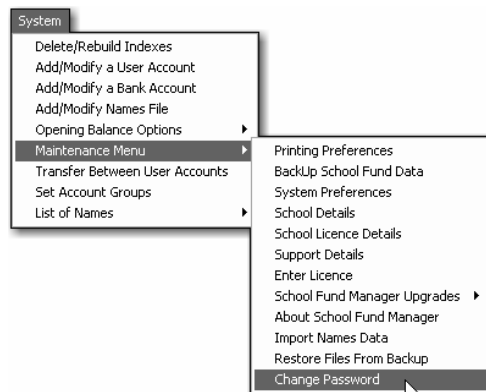 System
Delete/Rebuild Indexes
Add/Modify a User Account
Add/Modify a Bank Account
Add/Modify Names File
Opening Balance Options
Maintenance Menu
Transfer Between User Accounts
Set Account Groups
List of Names
Printing Preferences
BackUp School Fund Data
System Preferences
School Details
School Licence Details
Support Details
Enter Licence
School Fund Manager Upgrades
About School Fund Manager
Import Names Data
Restore Files From Backup
Change Password